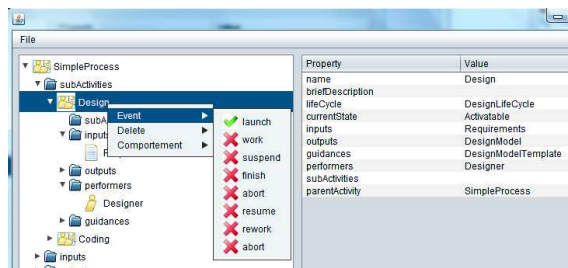 File
SimpleProcess
subActivities
Design
subA
inpu
outputs
performers
Designer
guidances
Coding
inputs
Event
Delete
Comportement
launch
work
suspend
finish
abort
resume
rework
abort
Property Value
name Design
briefDescription
lifeCycle DesignLifeCycle
currentState Activatable
inputs Requirements
outputs DesignModel
guidances DesignModelTemplate
performers Designer
subActivities
parentActivity SimpleProcess